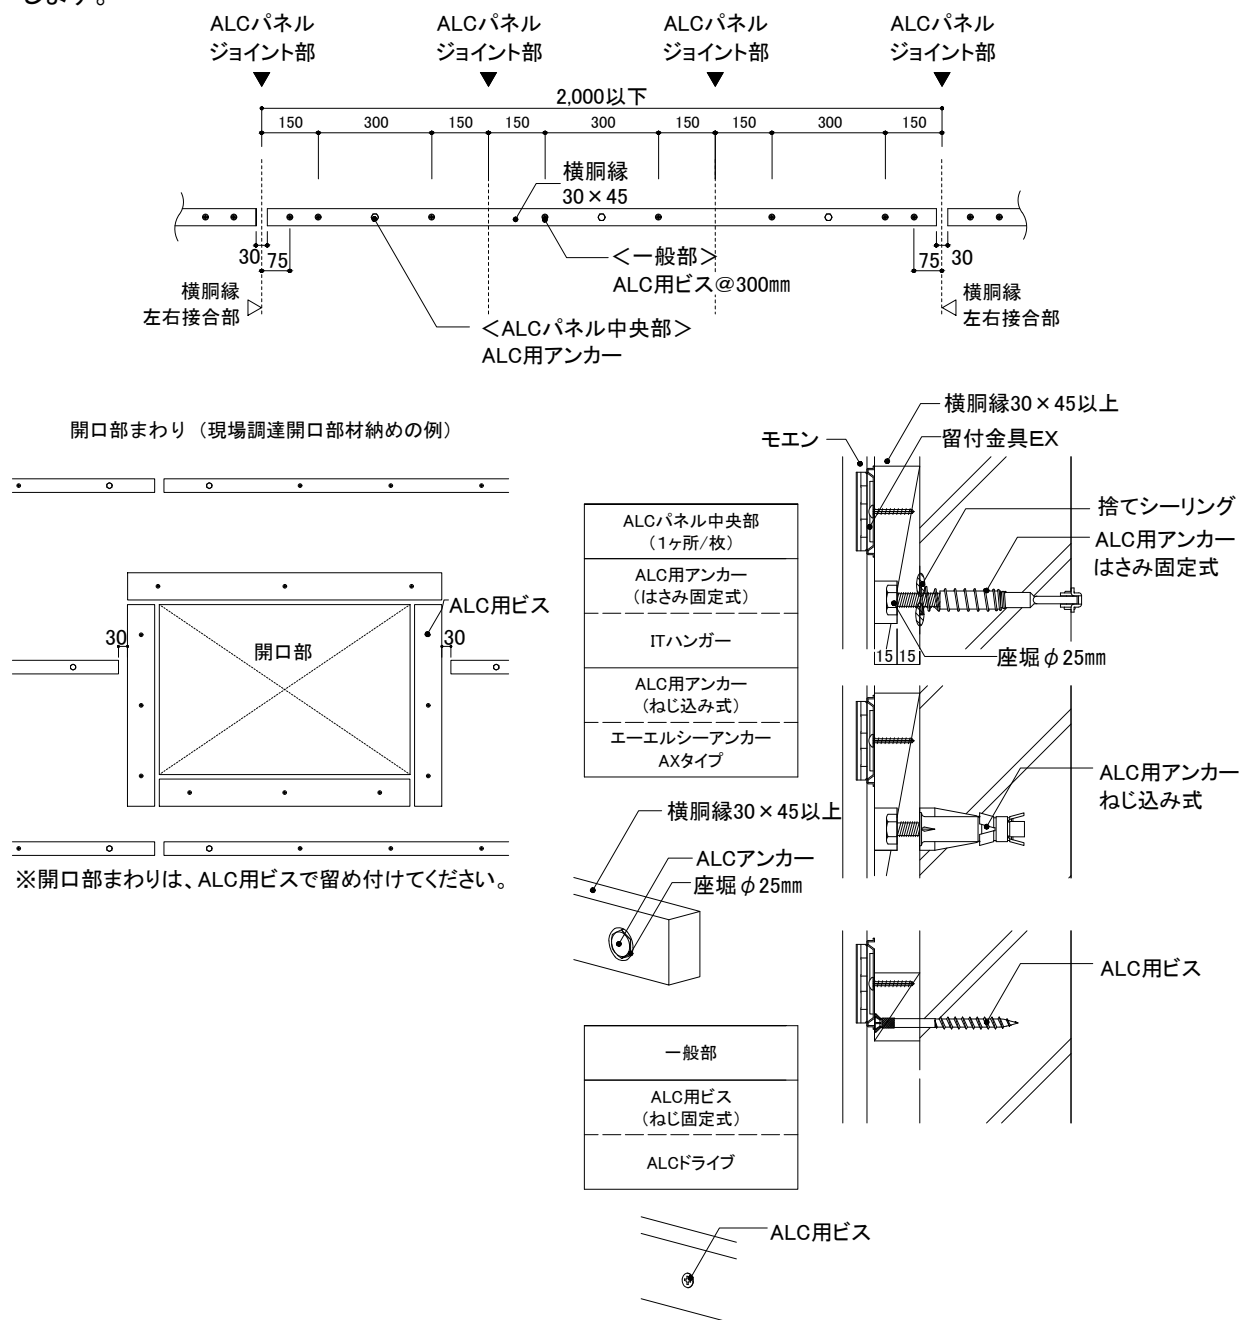 します。
ALCパネル
ジョイント部
ALCパネル
ジョイント部
ALCパネル
ジョイント部
ALCパネル
ジョイント部
2,000以下
150 300 150 150 300 150 150 300 150
横胴縁
30×45
30 75
75 30
<一般部>
ALC用ビス@300㎜
横胴縁
左右接合部
横胴縁
左右接合部
<ALCパネル中央部>
ALC用アンカー
開口部まわり（現場調達開口部材納めの例）
ALC用ビス
30
30
開口部
※開口部まわりは、ALC用ビスで留め付けてください。
ALCパネル中央部
（1ヶ所/枚）
ALC用アンカー
（はさみ固定式）
ITハンガー
ALC用アンカー
（ねじ込み式）
エーエルシーアンカー
AXタイプ
横胴縁30×45以上
モエン
留付金具EX
捨てシーリング
ALC用アンカー
はさみ固定式
15 15
座堀φ25㎜
ALC用アンカー
ねじ込み式
横胴縁30×45以上
ALCアンカー
座堀φ25㎜
ALC用ビス
一般部
ALC用ビス
（ねじ固定式）
ALCドライブ
ALC用ビス